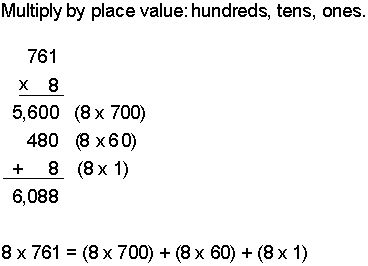 Multiply by place value: hundreds, tens, ones.
761
x 8
5,600 (8 x 700)
480 (8 x 60)
+ 8 (8 x 1)
6,088
8 x 761 = (8 x 700) + (8 x 60) + (8 x 1)